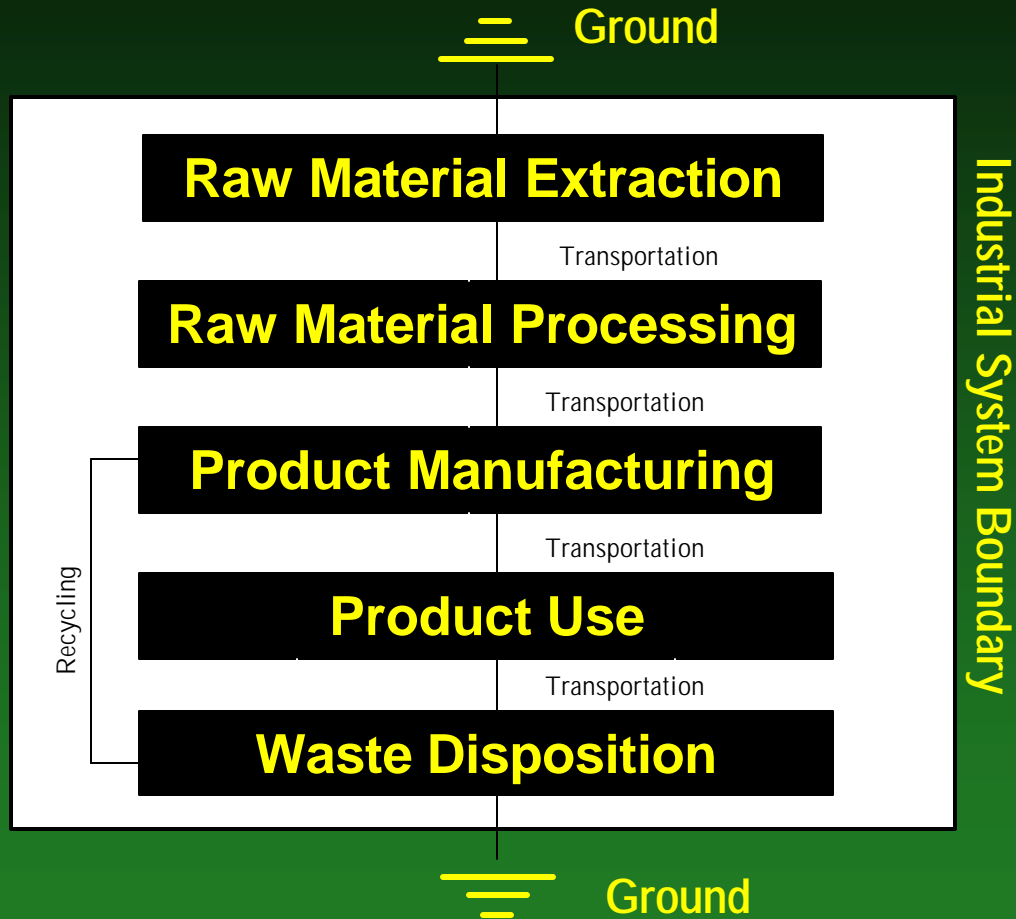 Ground
Raw Material Extraction
Transportation
Raw Material Processing
Transportation
Product Manufacturing
Transportation
Product Use
Transportation
Waste Disposition
Recycling
Industrial System Boundary
Ground